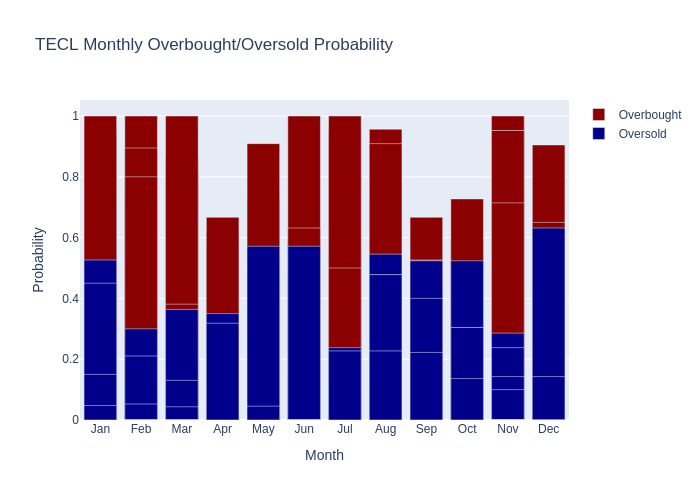 TECL Monthly Overbought/Oversold Probability
Overbought
Oversold
1
0.8
0.6
0.4
0.2
0
Probability
Jan Feb Mar Apr May Jun Jul Aug Sep Oct Nov Dec
Month